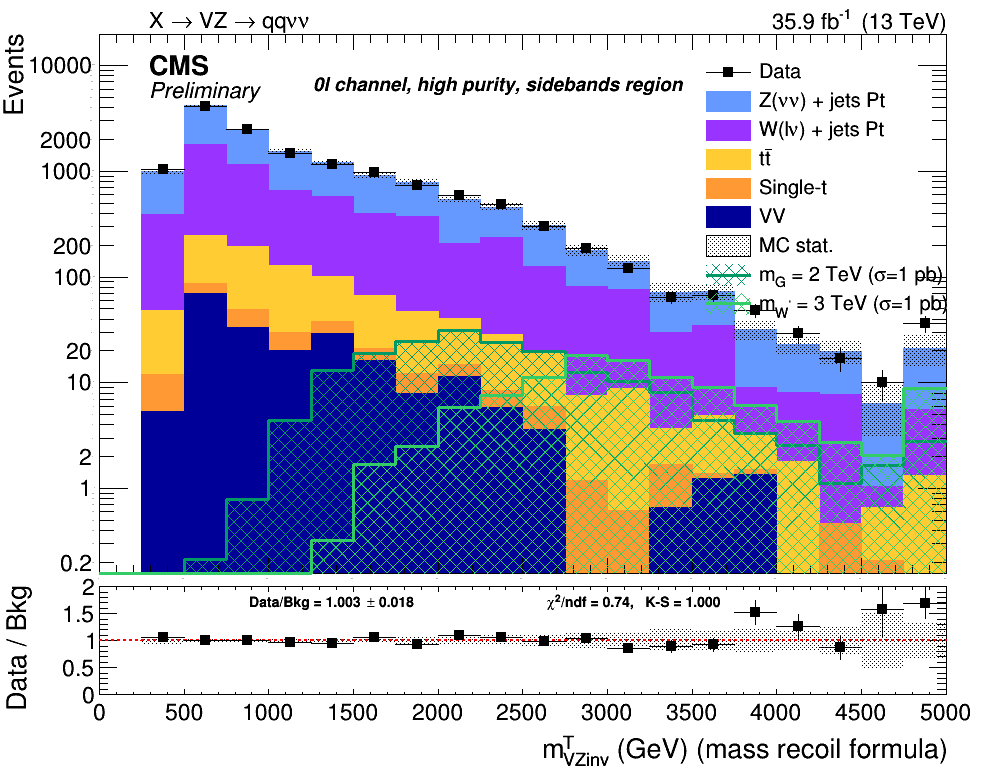 X → VZ → qqνν
35.9 fb⁻¹ (13 TeV)
Events
CMS
Preliminary
0l channel, high purity, sidebands region
Data
Z(νν) + jets Pt
W(lν) + jets Pt
tt̄
Single-t
VV
MC stat.
m_G = 2 TeV (σ=1 pb)
m_W' = 3 TeV (σ=1 pb)
10000
2000
1000
200
100
20
10
2
1
0.2
Data / Bkg
Data/Bkg = 1.003 ± 0.018
χ²/ndf = 0.74, K-S = 1.000
2
1.5
1
0.5
0
0 500 1000 1500 2000 2500 3000 3500 4000 4500 5000
m^T_VZinv (GeV) (mass recoil formula)